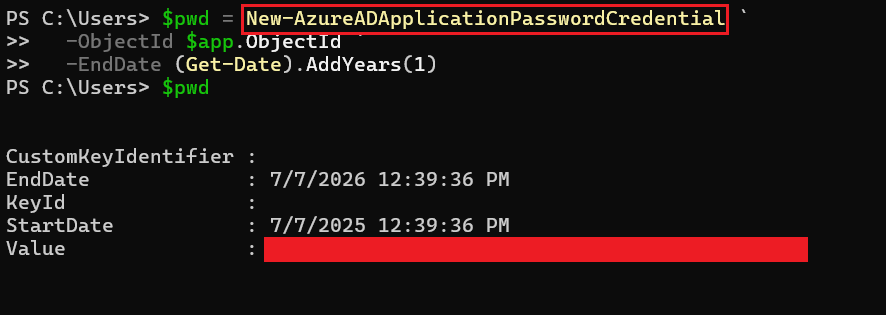 PS C:\Users> $pwd = New-AzureADApplicationPasswordCredential `
>>   -ObjectId $app.ObjectId `
>>   -EndDate (Get-Date).AddYears(1)
PS C:\Users> $pwd
CustomKeyIdentifier :
EndDate             : 7/7/2026 12:39:36 PM
KeyId               :
StartDate           : 7/7/2025 12:39:36 PM
Value               :